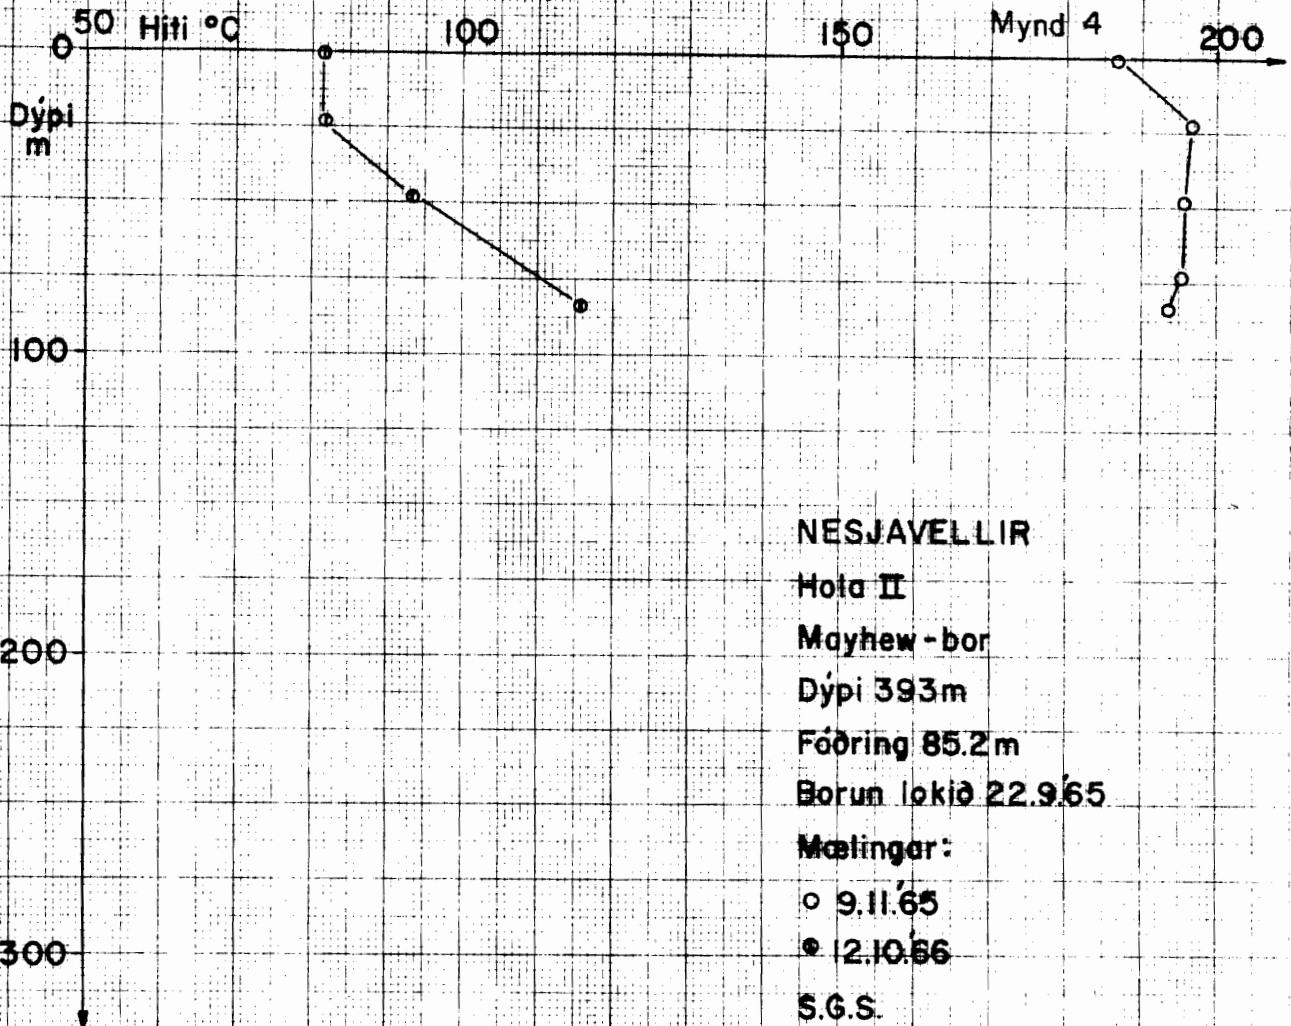 50 Hiti °C 100 150 Mynd 4 200
0
Dýpi
m
100
200
300
NESJAVELLIR
Hola II
Mayhew-bor
Dýpi 393m
Fóðring 85.2m
Borun lokið 22.9.'65
Mælingar:
9.11.'65
12.10.'66
S.G.S.